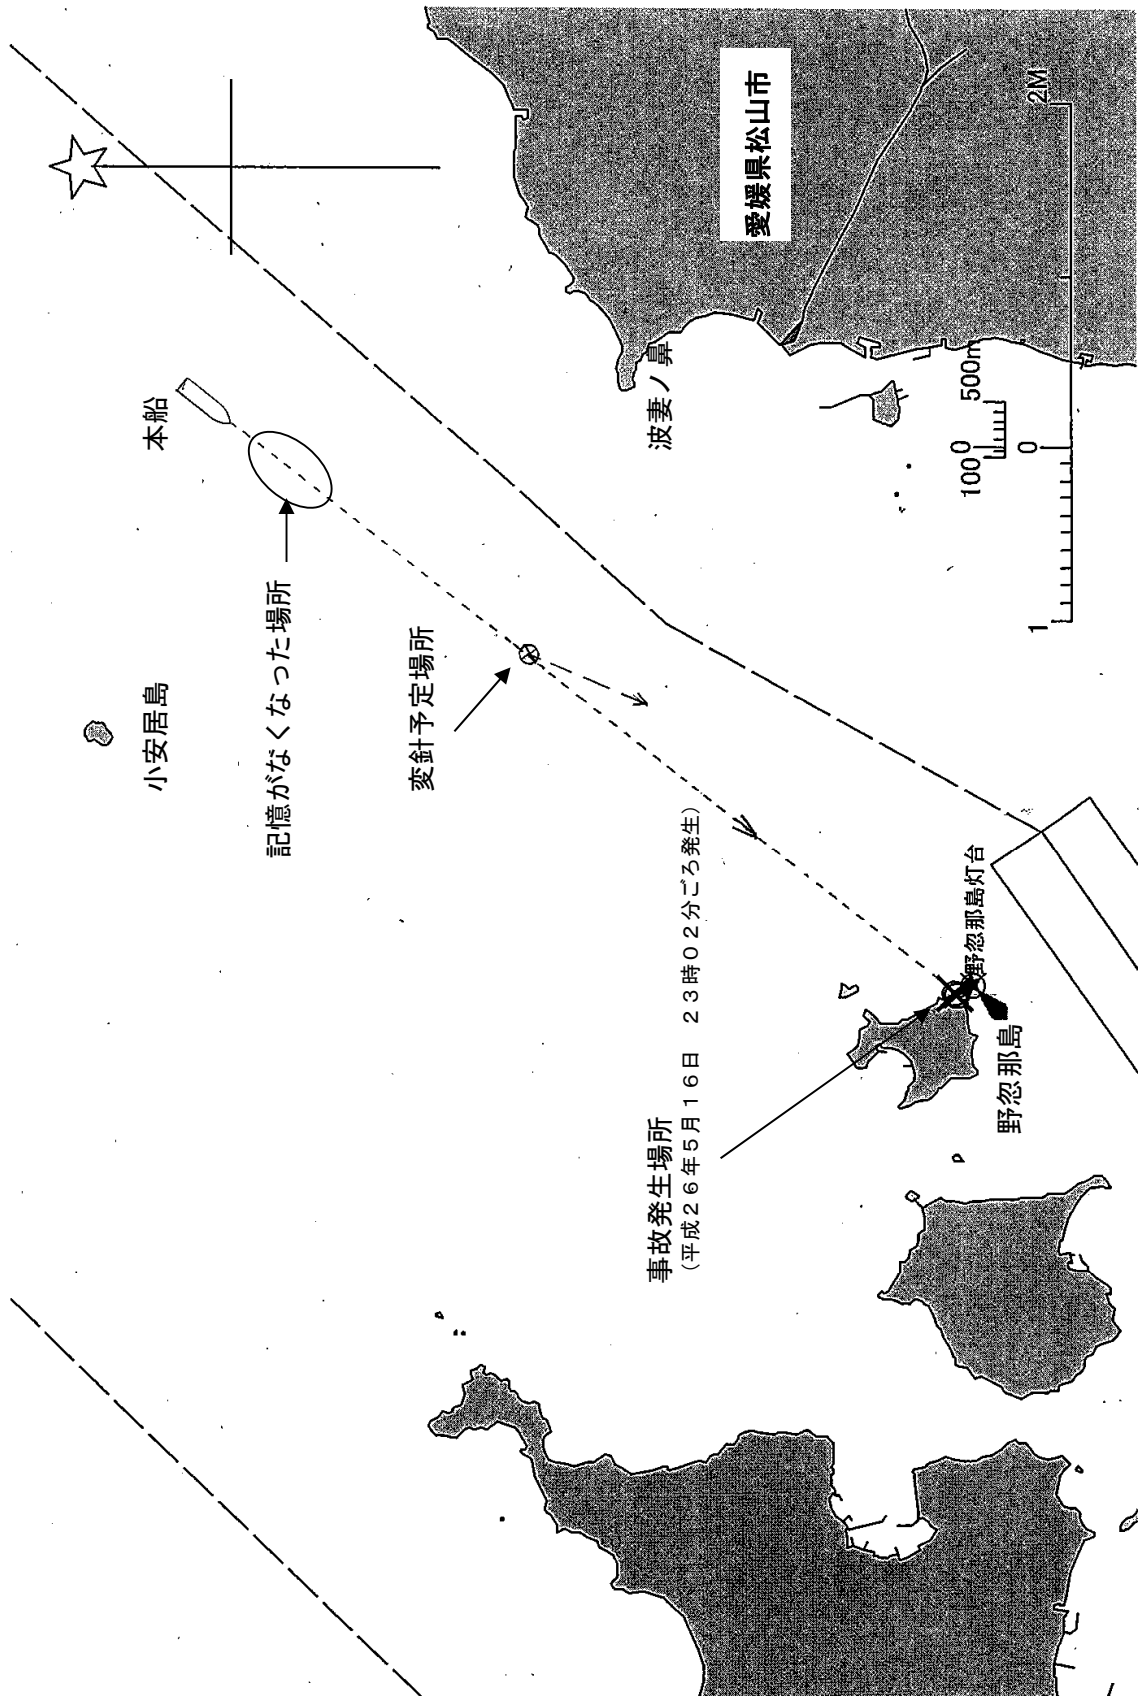 本船
記憶がなくなった場所
小安居島
変針予定場所
愛媛県松山市
波妻ノ鼻
事故発生場所
(平成26年5月16日 23時02分ごろ発生)
野忽那島灯台
野忽那島
100 0 500m
1 0 2M